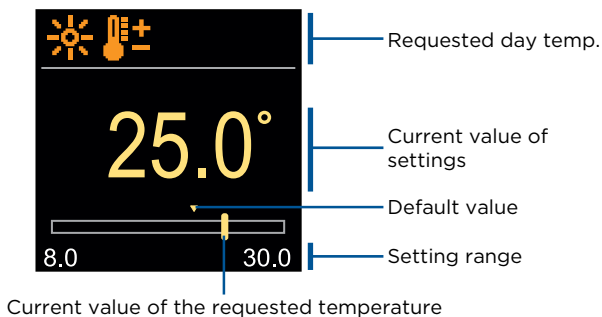 Requested day temp.
25.0°
Current value of
settings
Default value
8.0 30.0
Setting range
Current value of the requested temperature